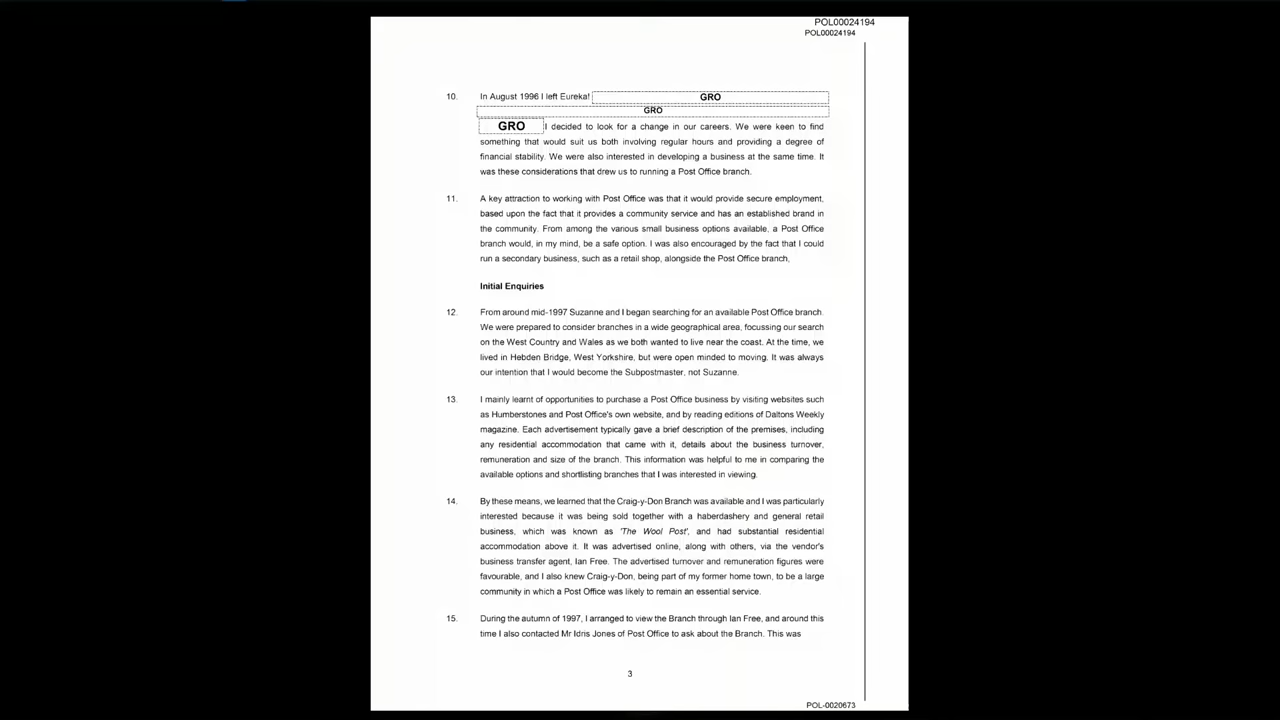 POL00024194
POL00024194
10. In August 1996 I left Eureka! GRO
GRO
GRO I decided to look for a change in our careers. We were keen to find
something that would suit us both involving regular hours and providing a degree of
financial stability. We were also interested in developing a business at the same time. It
was these considerations that drew us to running a Post Office branch.
11. A key attraction to working with Post Office was that it would provide secure employment,
based upon the fact that it provides a community service and has an established brand in
the community. From among the various small business options available, a Post Office
branch would, in my mind, be a safe option. I was also encouraged by the fact that I could
run a secondary business, such as a retail shop, alongside the Post Office branch,
Initial Enquiries
12. From around mid-1997 Suzanne and I began searching for an available Post Office branch.
We were prepared to consider branches in a wide geographical area, focussing our search
on the West Country and Wales as we both wanted to live near the coast. At the time, we
lived in Hebden Bridge, West Yorkshire, but were open minded to moving. It was always
our intention that I would become the Subpostmaster, not Suzanne.
13. I mainly learnt of opportunities to purchase a Post Office business by visiting websites such
as Humberstones and Post Office's own website, and by reading editions of Daltons Weekly
magazine. Each advertisement typically gave a brief description of the premises, including
any residential accommodation that came with it, details about the business turnover,
remuneration and size of the branch. This information was helpful to me in comparing the
available options and shortlisting branches that I was interested in viewing.
14. By these means, we learned that the Craig-y-Don Branch was available and I was particularly
interested because it was being sold together with a haberdashery and general retail
business, which was known as 'The Wool Post', and had substantial residential
accommodation above it. It was advertised online, along with others, via the vendor's
business transfer agent, Ian Free. The advertised turnover and remuneration figures were
favourable, and I also knew Craig-y-Don, being part of my former home town, to be a large
community in which a Post Office was likely to remain an essential service.
15. During the autumn of 1997, I arranged to view the Branch through Ian Free, and around this
time I also contacted Mr Idris Jones of Post Office to ask about the Branch. This was
3
POL-0020673